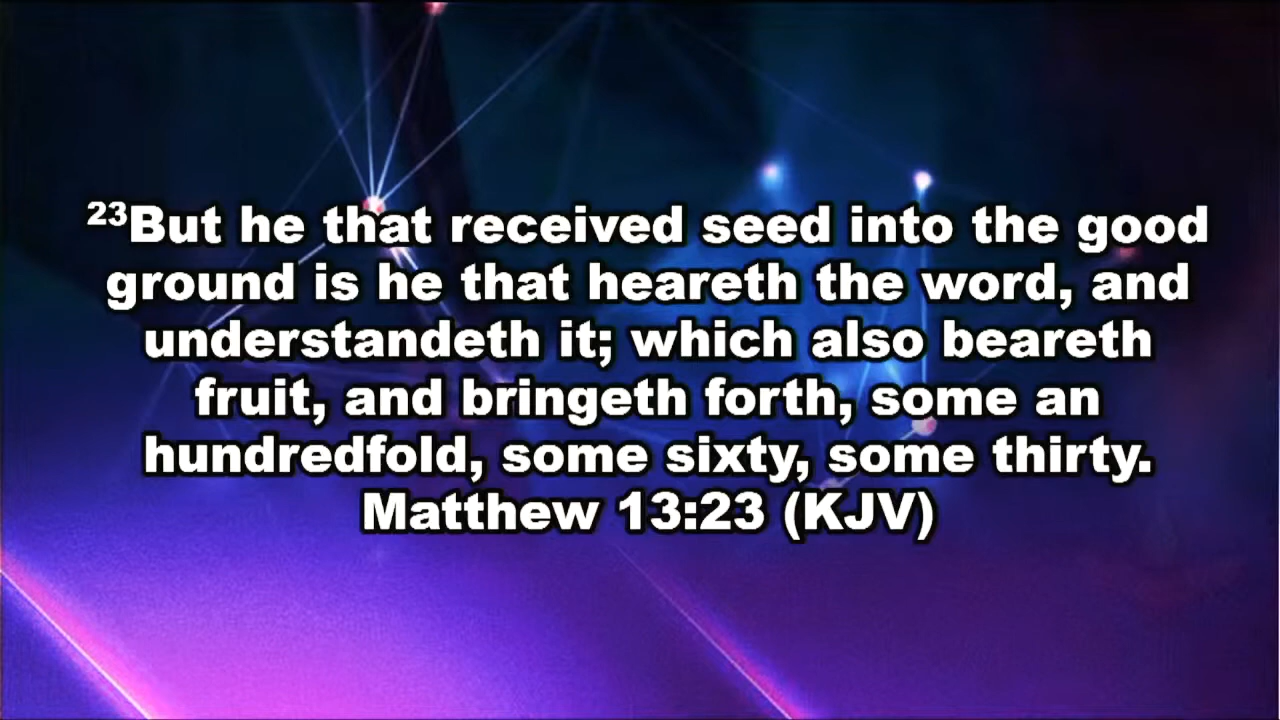 ²³But he that received seed into the good
ground is he that heareth the word, and
understandeth it; which also beareth
fruit, and bringeth forth, some an
hundredfold, some sixty, some thirty.
Matthew 13:23 (KJV)